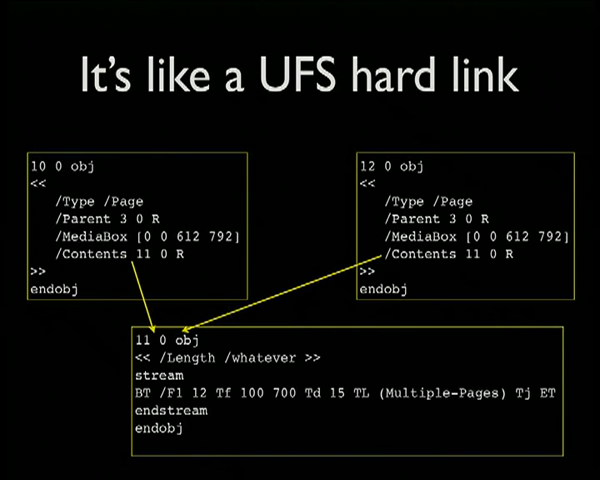 It's like a UFS hard link
10 0 obj
<<
/Type /Page
/Parent 3 0 R
/MediaBox [0 0 612 792]
/Contents 11 0 R
>>
endobj
12 0 obj
<<
/Type /Page
/Parent 3 0 R
/MediaBox [0 0 612 792]
/Contents 11 0 R
>>
endobj
11 0 obj
<< /Length /whatever >>
stream
BT /F1 12 Tf 100 700 Td 15 TL (Multiple-Pages) Tj ET
endstream
endobj